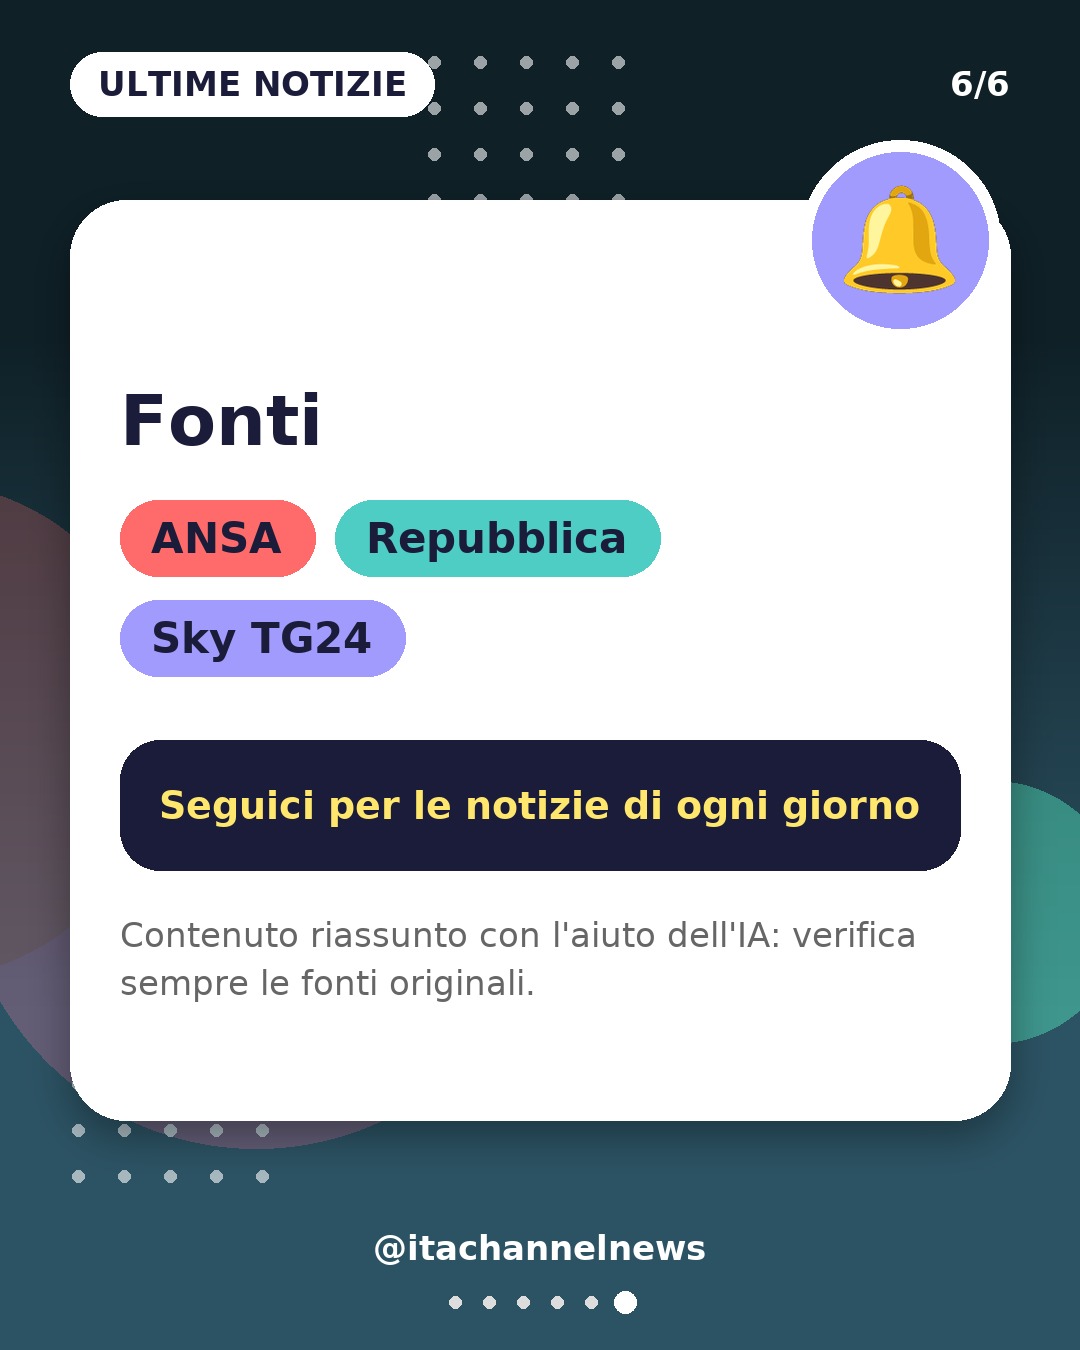 ULTIME NOTIZIE
6/6
Fonti
ANSA
Repubblica
Sky TG24
Seguici per le notizie di ogni giorno
Contenuto riassunto con l'aiuto dell'IA: verifica
sempre le fonti originali.
@itachannelnews